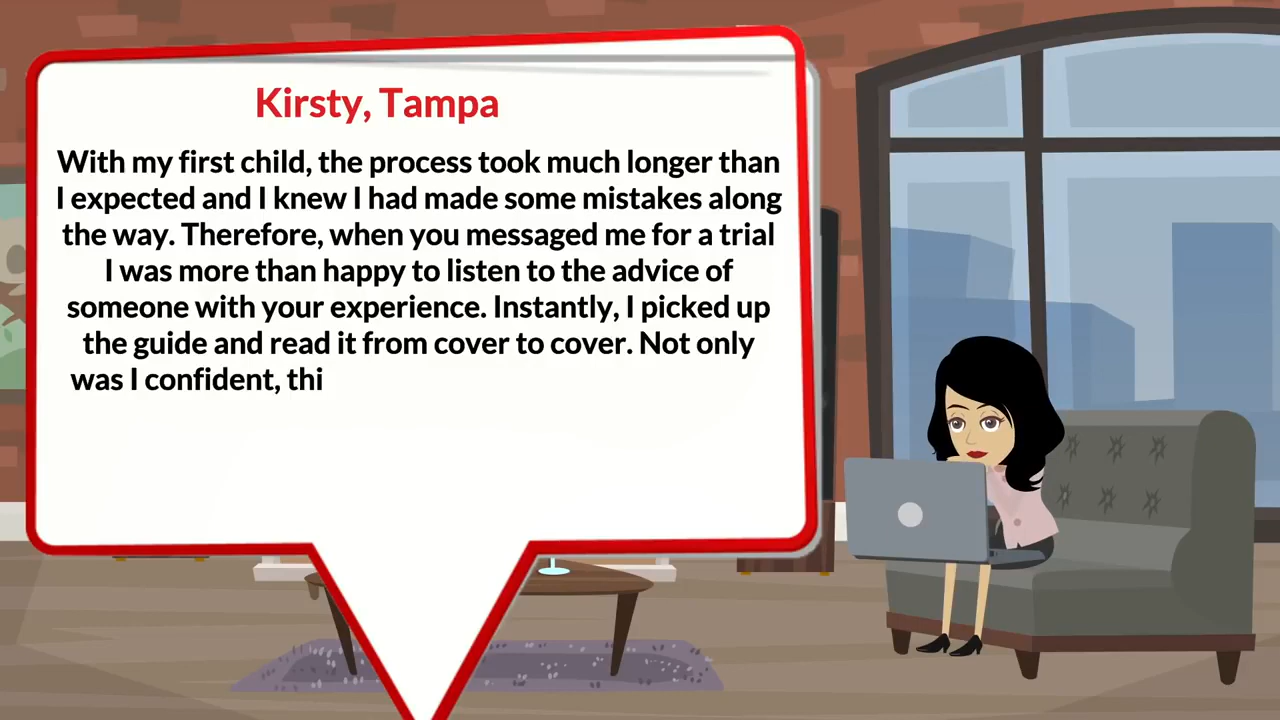 Kirsty, Tampa
With my first child, the process took much longer than
I expected and I knew I had made some mistakes along
the way. Therefore, when you messaged me for a trial
I was more than happy to listen to the advice of
someone with your experience. Instantly, I picked up
the guide and read it from cover to cover. Not only
was I confident, thi